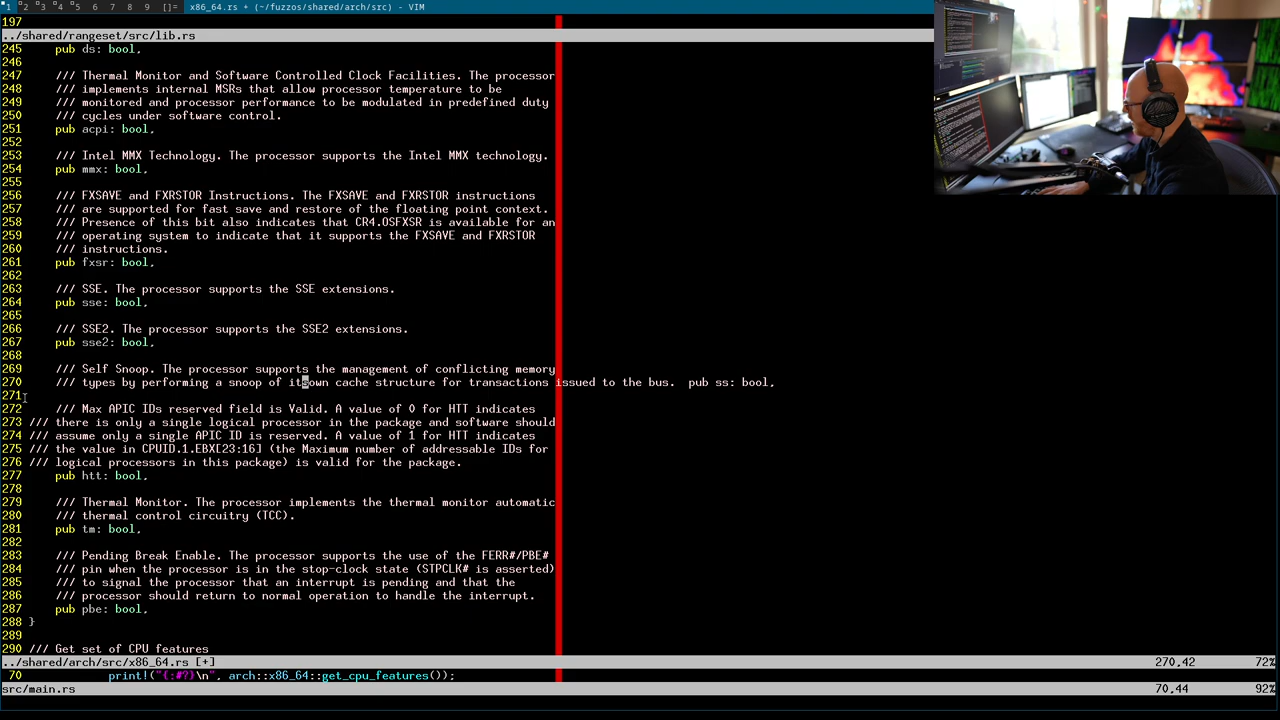 1 2 3 4 5 6 7 8 9 []= x86_64.rs + (~/fuzzos/shared/arch/src) - VIM
197
../shared/rangeset/src/lib.rs
245     pub ds: bool,
246
247     /// Thermal Monitor and Software Controlled Clock Facilities. The processor
248     /// implements internal MSRs that allow processor temperature to be
249     /// monitored and processor performance to be modulated in predefined duty
250     /// cycles under software control.
251     pub acpi: bool,
252
253     /// Intel MMX Technology. The processor supports the Intel MMX technology.
254     pub mmx: bool,
255
256     /// FXSAVE and FXRSTOR Instructions. The FXSAVE and FXRSTOR instructions
257     /// are supported for fast save and restore of the floating point context.
258     /// Presence of this bit also indicates that CR4.OSFXSR is available for an
259     /// operating system to indicate that it supports the FXSAVE and FXRSTOR
260     /// instructions.
261     pub fxsr: bool,
262
263     /// SSE. The processor supports the SSE extensions.
264     pub sse: bool,
265
266     /// SSE2. The processor supports the SSE2 extensions.
267     pub sse2: bool,
268
269     /// Self Snoop. The processor supports the management of conflicting memory
270     /// types by performing a snoop of itsown cache structure for transactions issued to the bus.  pub ss: bool,
271
272     /// Max APIC IDs reserved field is Valid. A value of 0 for HTT indicates
273 /// there is only a single logical processor in the package and software should
274 /// assume only a single APIC ID is reserved. A value of 1 for HTT indicates
275 /// the value in CPUID.1.EBX[23:16] (the Maximum number of addressable IDs for
276 /// logical processors in this package) is valid for the package.
277     pub htt: bool,
278
279     /// Thermal Monitor. The processor implements the thermal monitor automatic
280     /// thermal control circuitry (TCC).
281     pub tm: bool,
282
283     /// Pending Break Enable. The processor supports the use of the FERR#/PBE#
284     /// pin when the processor is in the stop-clock state (STPCLK# is asserted)
285     /// to signal the processor that an interrupt is pending and that the
286     /// processor should return to normal operation to handle the interrupt.
287     pub pbe: bool,
288 }
289
290 /// Get set of CPU features
../shared/arch/src/x86_64.rs [+] 270,42 72%
70             print!("{:#?}\n", arch::x86_64::get_cpu_features());
src/main.rs 70,44 92%